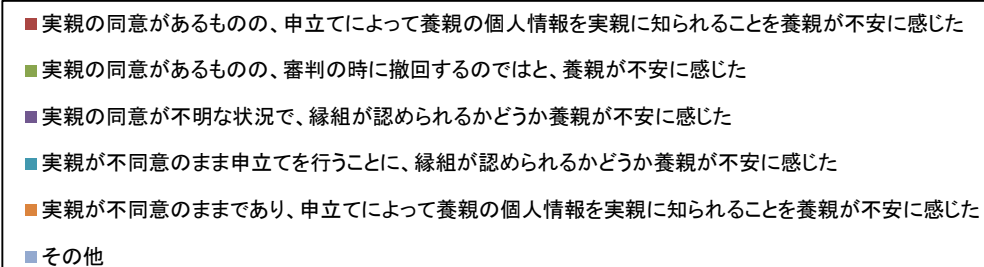 実親の同意があるものの、申立てによって養親の個人情報を実親に知られることを養親が不安に感じた
実親の同意があるものの、審判の時に撤回するのではと、養親が不安に感じた
実親の同意が不明な状況で、縁組が認められるかどうか養親が不安に感じた
実親が不同意のまま申立てを行うことに、縁組が認められるかどうか養親が不安に感じた
実親が不同意のままであり、申立てによって養親の個人情報を実親に知られることを養親が不安に感じた
その他